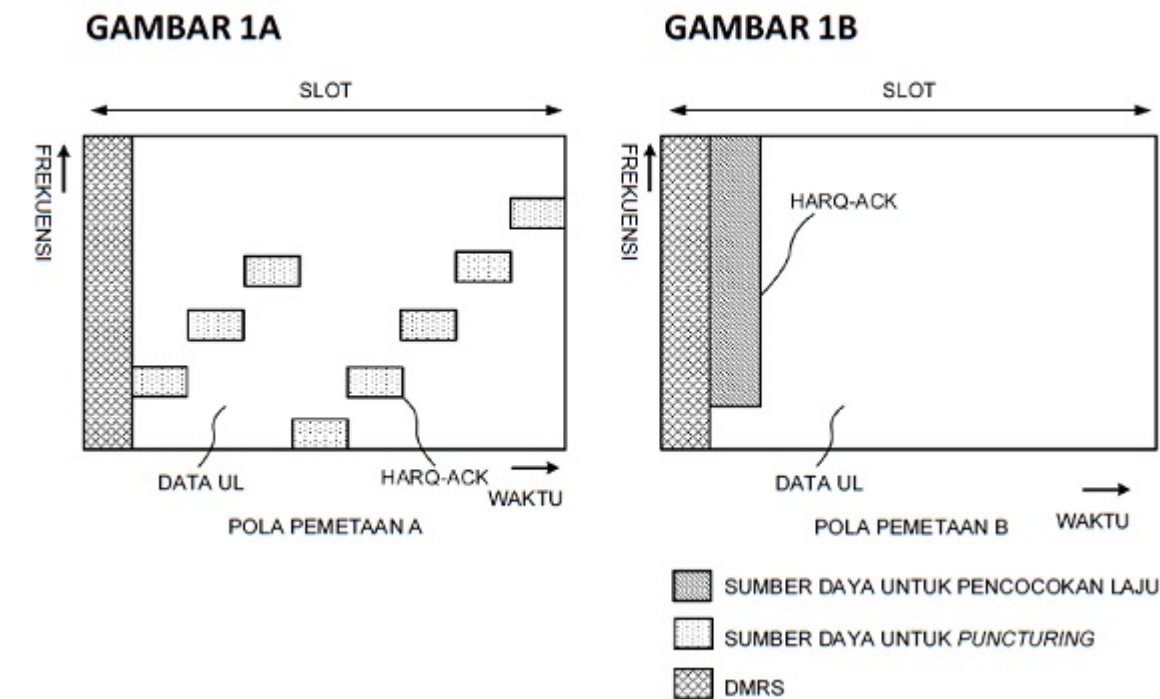 GAMBAR 1A
SLOT
FREKUENSI
DATA UL
HARQ-ACK
WAKTU
POLA PEMETAAN A
GAMBAR 1B
SLOT
FREKUENSI
HARQ-ACK
DATA UL
WAKTU
POLA PEMETAAN B
SUMBER DAYA UNTUK PENCOCOKAN LAJU
SUMBER DAYA UNTUK PUNCTURING
DMRS